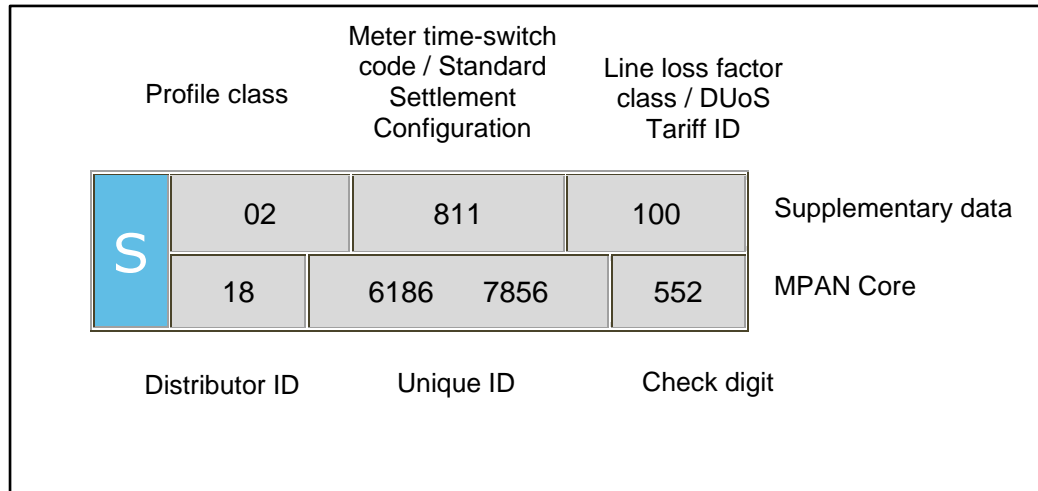 Profile class
Meter time-switch
code / Standard
Settlement
Configuration
Line loss factor
class / DUoS
Tariff ID
S
02 811 100
Supplementary data
18 6186 7856 552
MPAN Core
Distributor ID Unique ID Check digit